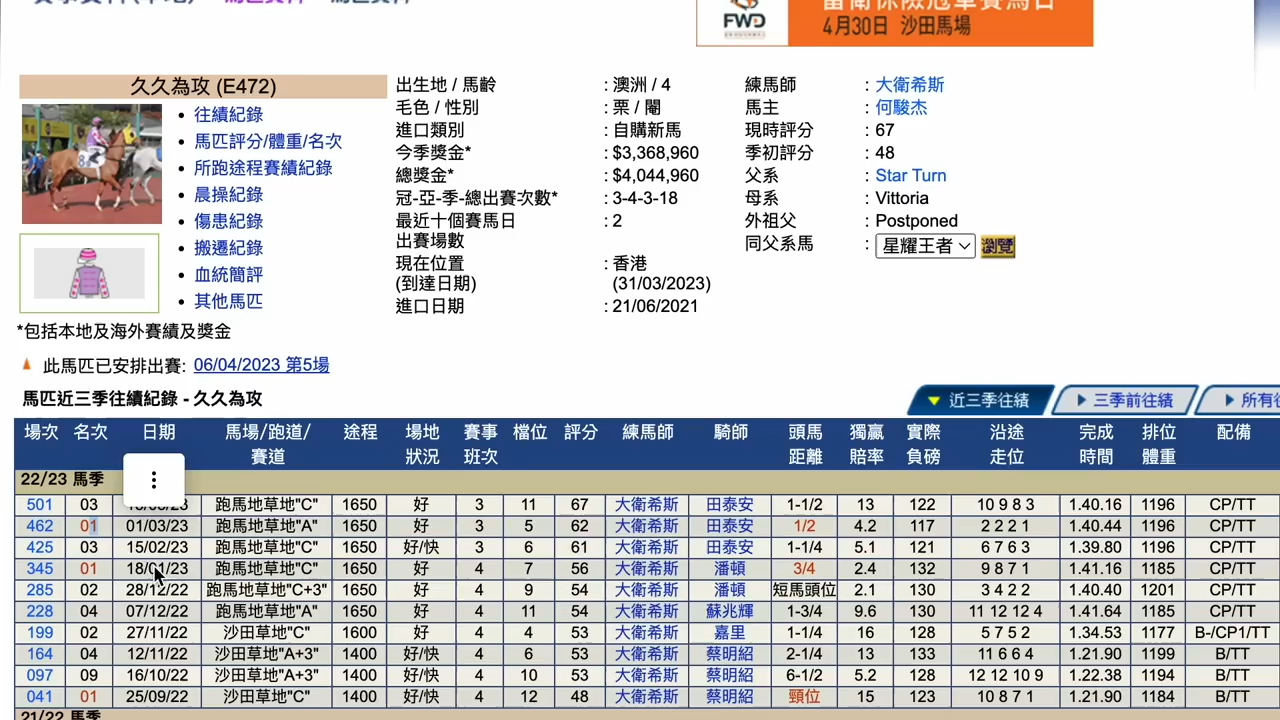 FWD
富衛保險冠軍賽馬日
4月30日 沙田馬場
久久為攻 (E472)
• 往績紀錄
• 馬匹評分/體重/名次
• 所跑途程賽績紀錄
• 晨操紀錄
• 傷患紀錄
• 搬遷紀錄
• 血統簡評
• 其他馬匹
出生地 / 馬齡 : 澳洲 / 4
毛色 / 性別 : 栗 / 閹
進口類別 : 自購新馬
今季獎金* : $3,368,960
總獎金* : $4,044,960
冠-亞-季-總出賽次數* : 3-4-3-18
最近十個賽馬日 : 2
出賽場數
現在位置 : 香港
(到達日期) (31/03/2023)
進口日期 : 21/06/2021
練馬師 : 大衛希斯
馬主 : 何駿杰
現時評分 : 67
季初評分 : 48
父系 : Star Turn
母系 : Vittoria
外祖父 : Postponed
同父系馬 : 星耀王者 瀏覽
*包括本地及海外賽績及獎金
此馬匹已安排出賽: 06/04/2023 第5場
馬匹近三季往績紀錄 - 久久為攻
近三季往績 三季前往績
場次 名次 日期 馬場/跑道/ 途程 場地 賽事 檔位 評分 練馬師 騎師 頭馬 獨贏 實際 沿途 完成 排位 配備
賽道 狀況 班次 距離 賠率 負磅 走位 時間 體重
22/23 馬季
501 03 跑馬地草地"C" 1650 好 3 11 67 大衛希斯 田泰安 1-1/2 13 122 10 9 8 3 1.40.16 1196 CP/TT
462 01 01/03/23 跑馬地草地"A" 1650 好 3 5 62 大衛希斯 田泰安 1/2 4.2 117 2 2 2 1 1.40.44 1196 CP/TT
425 03 15/02/23 跑馬地草地"C" 1650 好/快 3 6 61 大衛希斯 田泰安 1-1/4 5.1 121 6 7 6 3 1.39.80 1196 CP/TT
345 01 18/01/23 跑馬地草地"C" 1650 好 4 7 56 大衛希斯 潘頓 3/4 2.4 132 9 8 7 1 1.41.16 1185 CP/TT
285 02 28/12/22 跑馬地草地"C+3" 1650 好 4 9 54 大衛希斯 潘頓 短馬頭位 2.1 130 3 4 2 2 1.40.40 1201 CP/TT
228 04 07/12/22 跑馬地草地"A" 1650 好 4 11 54 大衛希斯 蘇兆輝 1-3/4 9.6 130 11 12 12 4 1.41.64 1185 CP/TT
199 02 27/11/22 沙田草地"C" 1600 好 4 4 53 大衛希斯 嘉里 1-1/4 16 128 5 7 5 2 1.34.53 1177 B-/CP1/TT
164 04 12/11/22 沙田草地"A+3" 1400 好/快 4 6 53 大衛希斯 蔡明紹 2-1/4 13 133 11 6 6 4 1.21.90 1199 B/TT
097 09 16/10/22 沙田草地"A+3" 1400 好/快 4 10 53 大衛希斯 蔡明紹 6-1/2 5.2 128 12 12 10 9 1.22.38 1194 B/TT
041 01 25/09/22 沙田草地"C" 1400 好/快 4 12 48 大衛希斯 蔡明紹 頸位 15 123 10 8 7 1 1.21.90 1184 B/TT
21/22 馬季